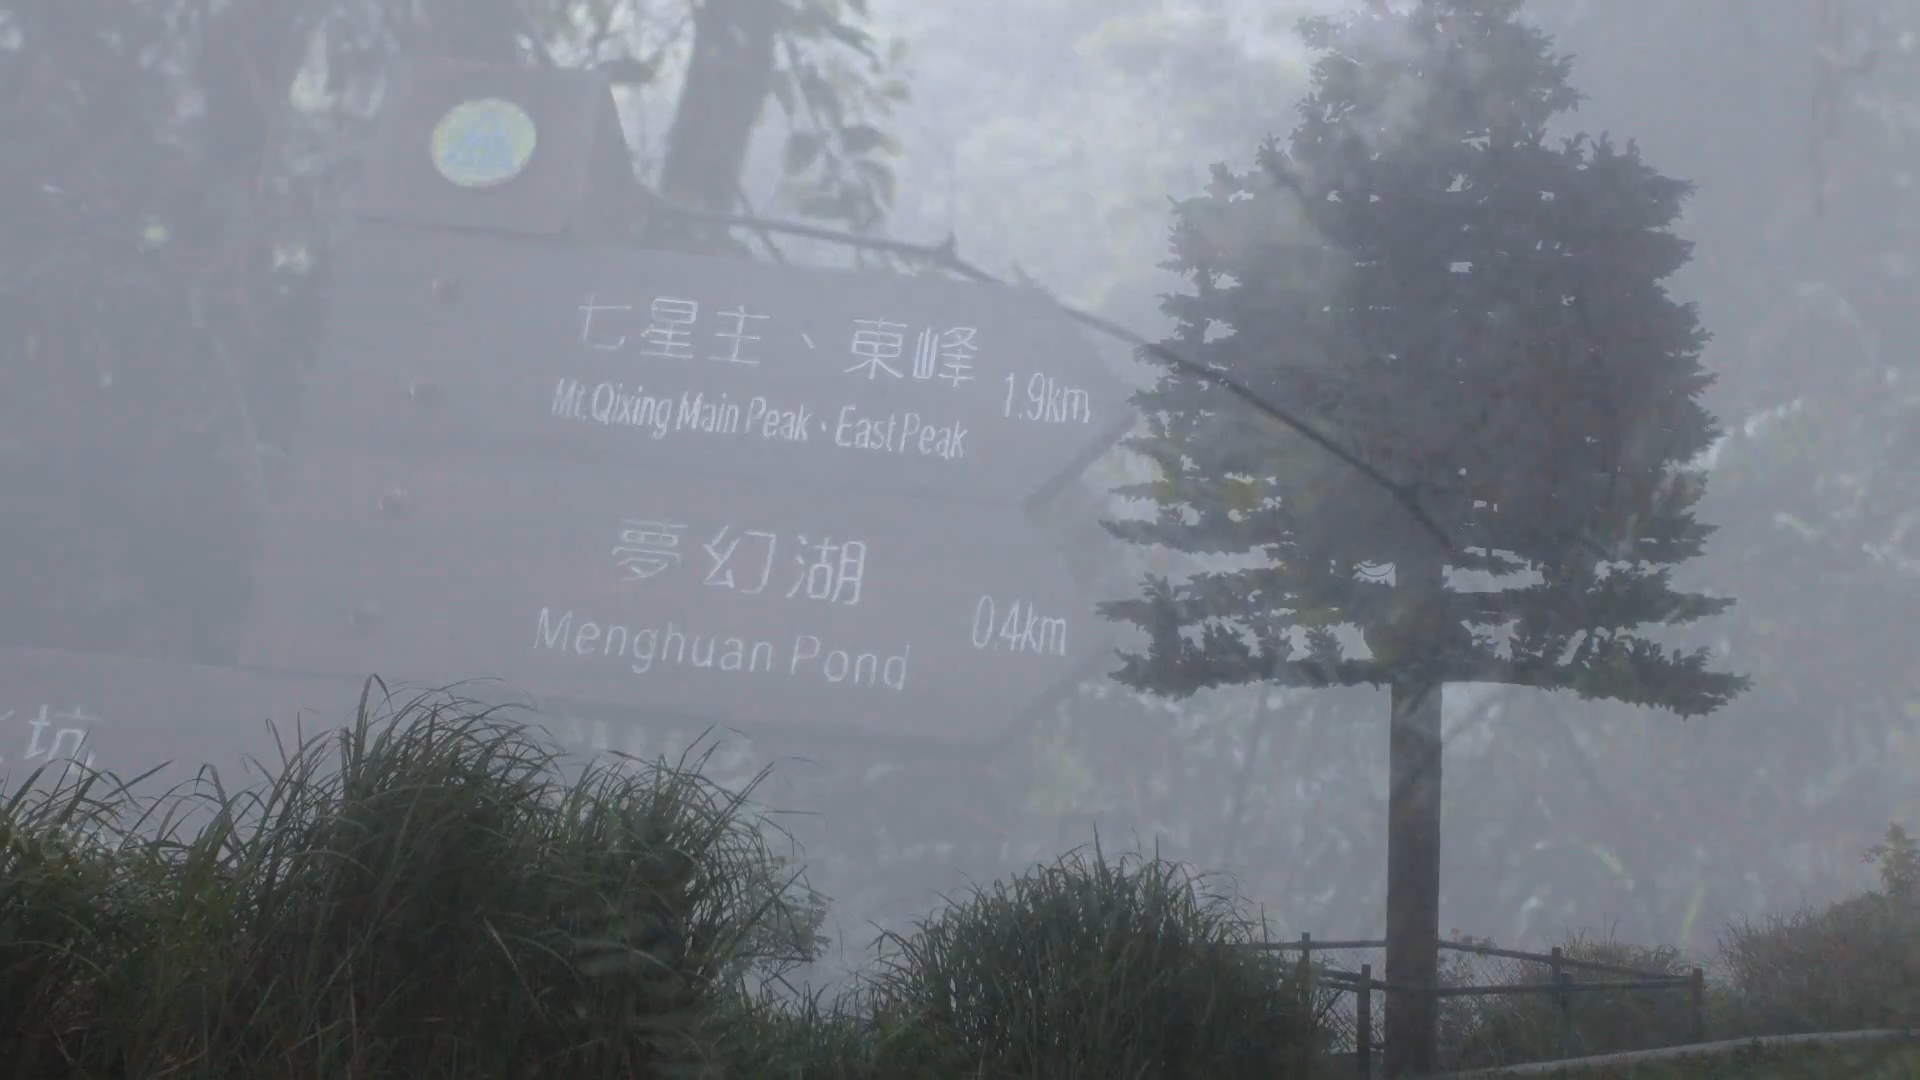 七星主、東峰
1.9km
Mt.Qixing Main Peak · East Peak
夢幻湖
0.4km
Menghuan Pond
坑